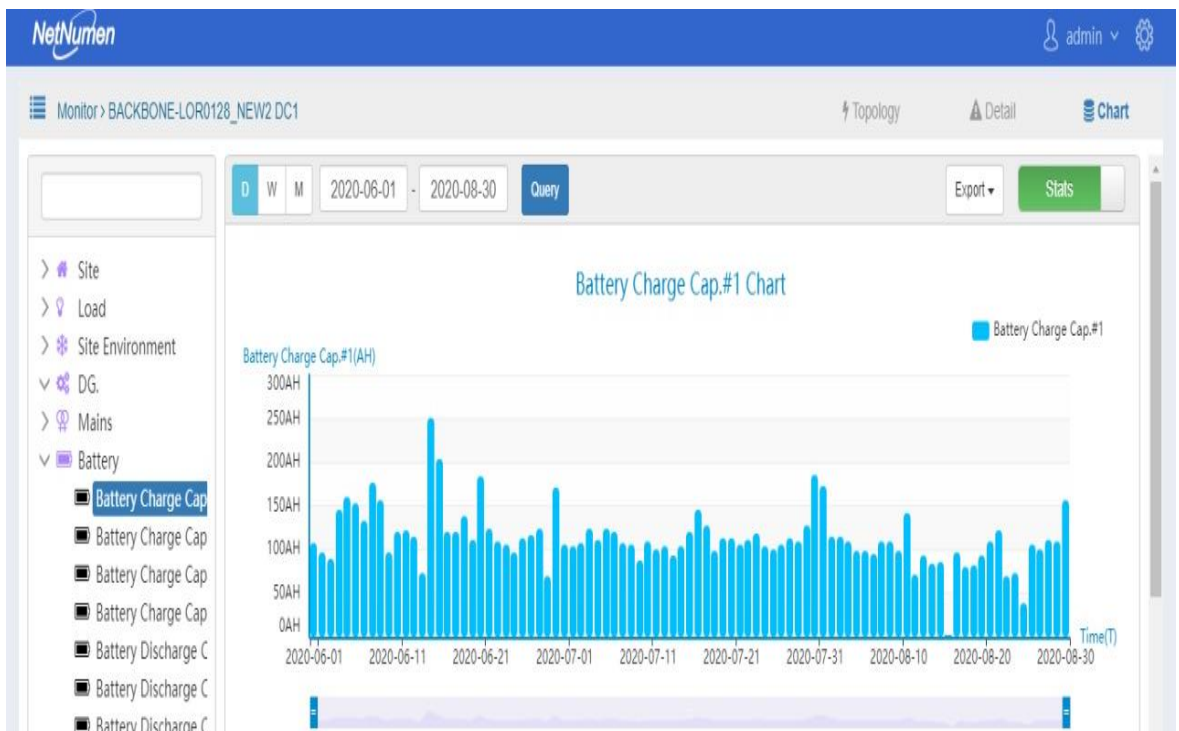 NetNumen
admin
Monitor > BACKBONE-LOR0128_NEW2 DC1
Topology
Detail
Chart
D W M 2020-06-01 - 2020-08-30 Query
Export
Stats
Site
Load
Site Environment
DG.
Mains
Battery
Battery Charge Cap
Battery Charge Cap
Battery Charge Cap
Battery Charge Cap
Battery Discharge C
Battery Discharge C
Battery Discharge C
Battery Charge Cap.#1 Chart
Battery Charge Cap.#1
Battery Charge Cap.#1(AH)
300AH
250AH
200AH
150AH
100AH
50AH
0AH
Time(T)
2020-06-01 2020-06-11 2020-06-21 2020-07-01 2020-07-11 2020-07-21 2020-07-31 2020-08-10 2020-08-20 2020-08-30